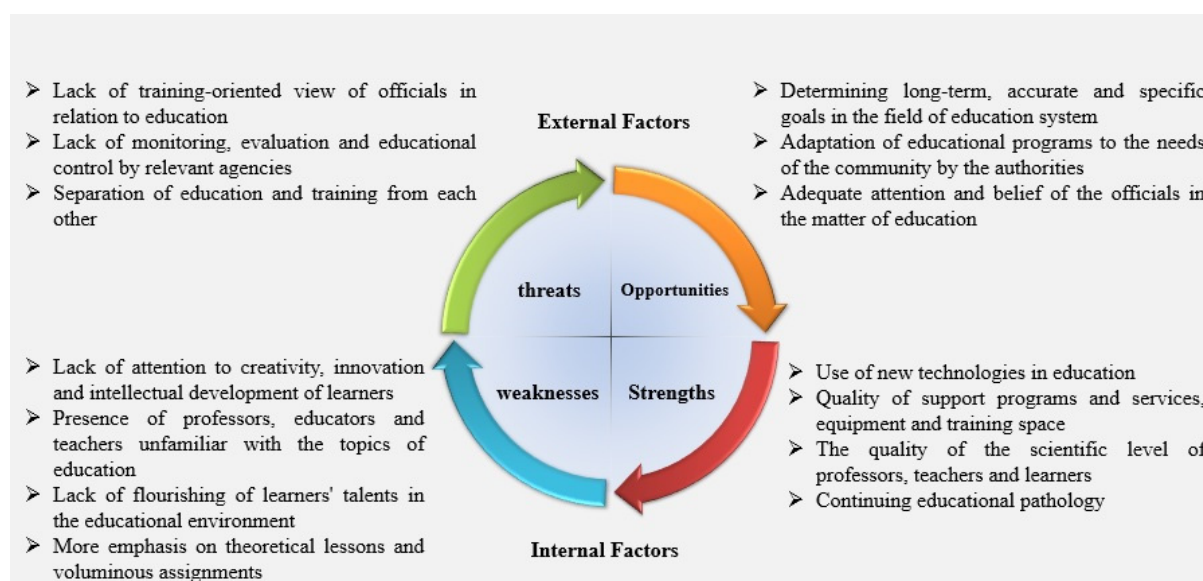 ➢ Lack of training-oriented view of officials in
relation to education
➢ Lack of monitoring, evaluation and educational
control by relevant agencies
➢ Separation of education and training from each
other
External Factors
➢ Determining long-term, accurate and specific
goals in the field of education system
➢ Adaptation of educational programs to the needs
of the community by the authorities
➢ Adequate attention and belief of the officials in
the matter of education
threats
Opportunities
weaknesses
Strengths
➢ Lack of attention to creativity, innovation
and intellectual development of learners
➢ Presence of professors, educators and
teachers unfamiliar with the topics of
education
➢ Lack of flourishing of learners' talents in
the educational environment
➢ More emphasis on theoretical lessons and
voluminous assignments
➢ Use of new technologies in education
➢ Quality of support programs and services,
equipment and training space
➢ The quality of the scientific level of
professors, teachers and learners
➢ Continuing educational pathology
Internal Factors